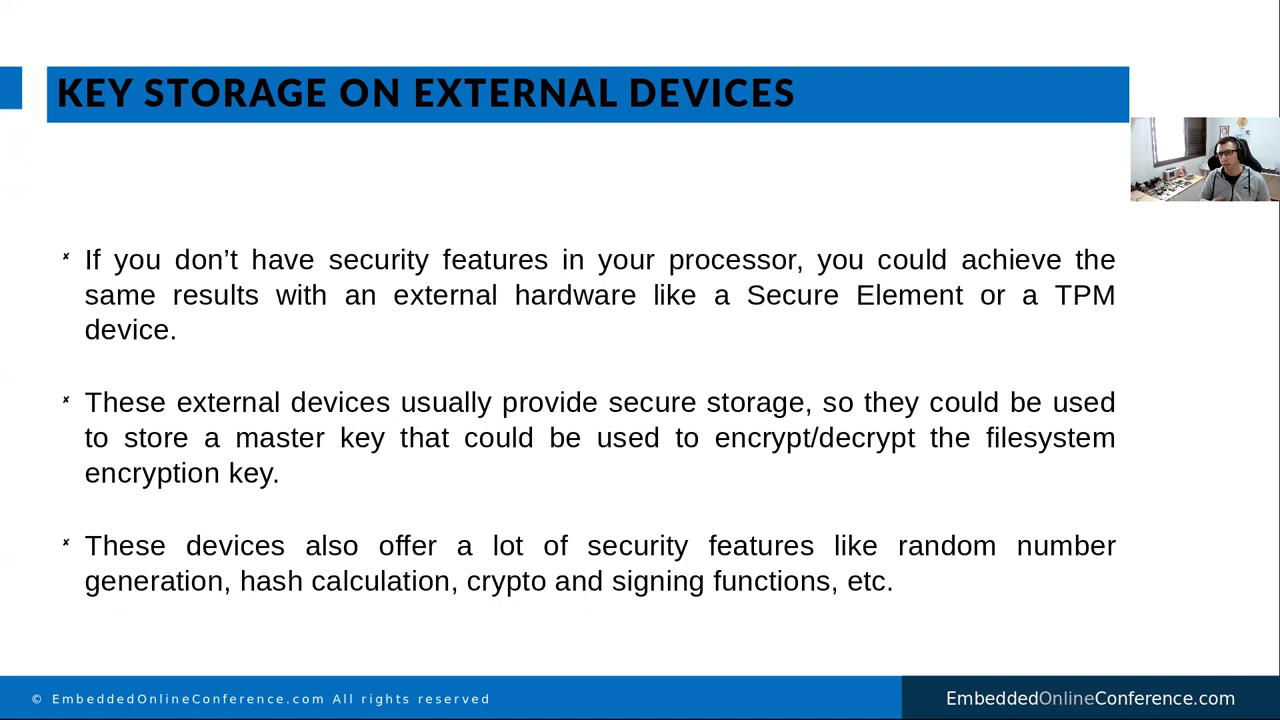 KEY STORAGE ON EXTERNAL DEVICES
✗ If you don’t have security features in your processor, you could achieve the
same results with an external hardware like a Secure Element or a TPM
device.
✗ These external devices usually provide secure storage, so they could be used
to store a master key that could be used to encrypt/decrypt the filesystem
encryption key.
✗ These devices also offer a lot of security features like random number
generation, hash calculation, crypto and signing functions, etc.
© EmbeddedOnlineConference.com All rights reserved
EmbeddedOnlineConference.com